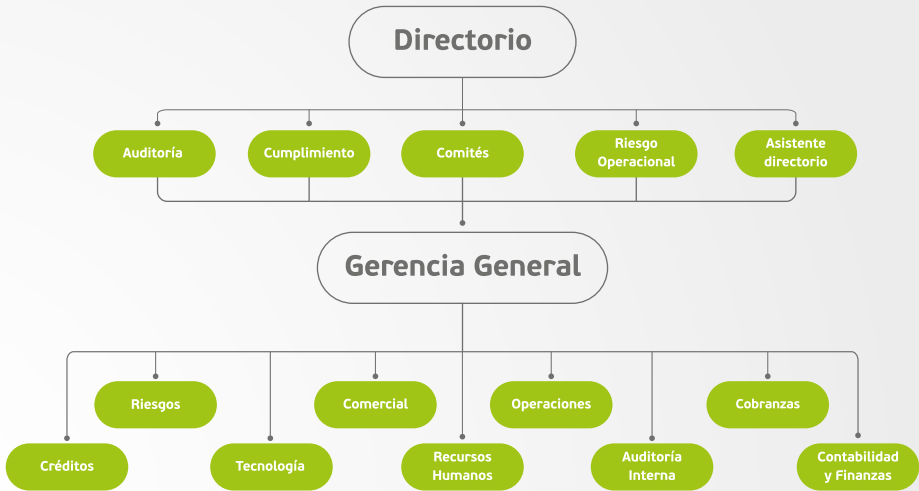 Directorio
Auditoría
Cumplimiento
Comités
Riesgo
Operacional
Asistente
directorio
Gerencia General
Riesgos
Comercial
Operaciones
Cobranzas
Créditos
Tecnología
Recursos
Humanos
Auditoría
Interna
Contabilidad
y Finanzas